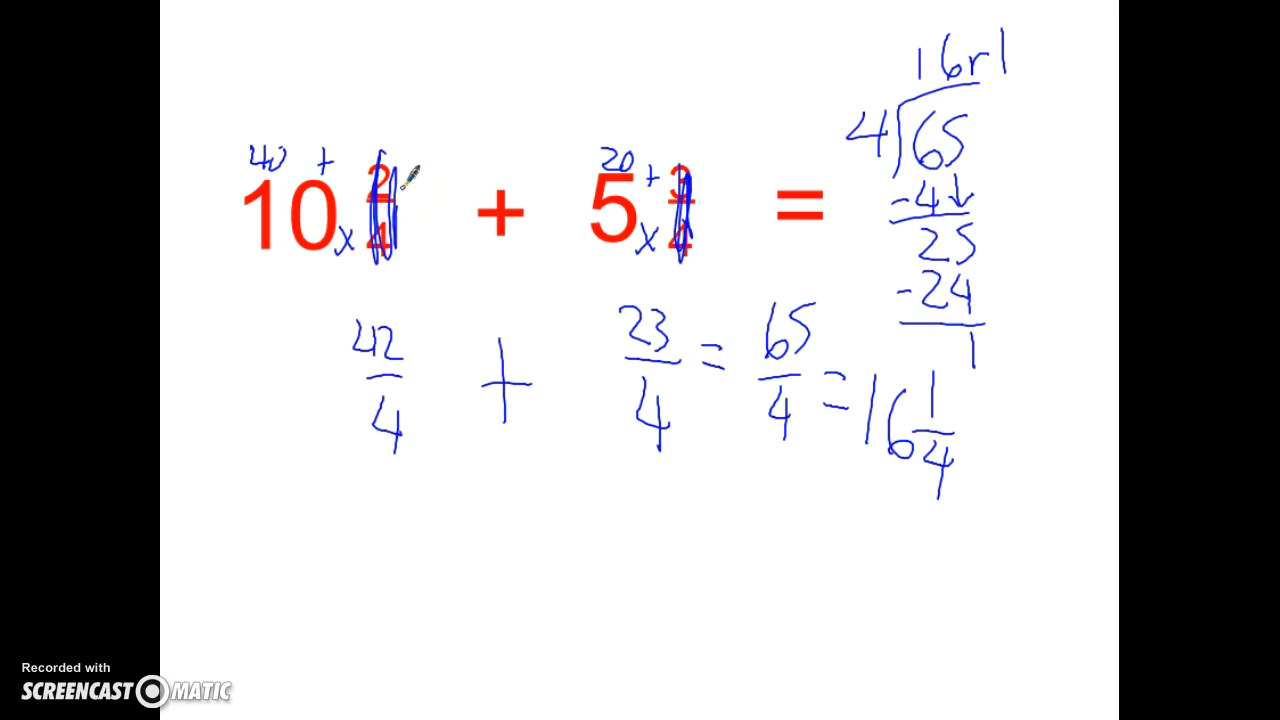 16r1
4)65
-4↓
25
-24
1
40 + 20 +
10 x 2/4 + 5 x 3/4 =
42/4 + 23/4 = 65/4 = 16 1/4
Recorded with
SCREENCAST-O-MATIC